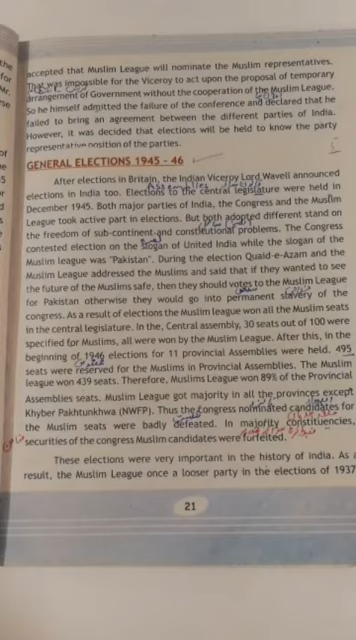 accepted that Muslim League will nominate the Muslim representatives.
That was impossible for the Viceroy to act upon the proposal of temporary
arrangement of Government without the cooperation of the Muslim League.
So he himself admitted the failure of the conference and declared that he
failed to bring an agreement between the different parties of India.
However, it was decided that elections will be held to know the party
representative position of the parties.
GENERAL ELECTIONS 1945 - 46
After elections in Britain, the Indian Viceroy Lord Wavell announced
elections in India too. Elections to the central legislature were held in
December 1945. Both major parties of India, the Congress and the Muslim
League took active part in elections. But both adopted different stand on
the freedom of sub-continent and constitutional problems. The Congress
contested election on the slogan of United India while the slogan of the
Muslim league was "Pakistan". During the election Quaid-e-Azam and the
Muslim League addressed the Muslims and said that if they wanted to see
the future of the Muslims safe, then they should votes to the Muslim League
for Pakistan otherwise they would go into permanent slavery of the
congress. As a result of elections the Muslim league won all the Muslim seats
in the central legislature. In the, Central assembly, 30 seats out of 100 were
specified for Muslims, all were won by the Muslim League. After this, in the
beginning of 1946 elections for 11 provincial Assemblies were held. 495
seats were reserved for the Muslims in Provincial Assemblies. The Muslim
league won 439 seats. Therefore, Muslims League won 89% of the Provincial
Assemblies seats. Muslim League got majority in all the provinces except
Khyber Pakhtunkhwa (NWFP). Thus the Congress nominated candidates for
the Muslim seats were badly defeated. In majority constituencies,
securities of the congress Muslim candidates were furfeited.
These elections were very important in the history of India. As a
result, the Muslim League once a looser party in the elections of 1937
21